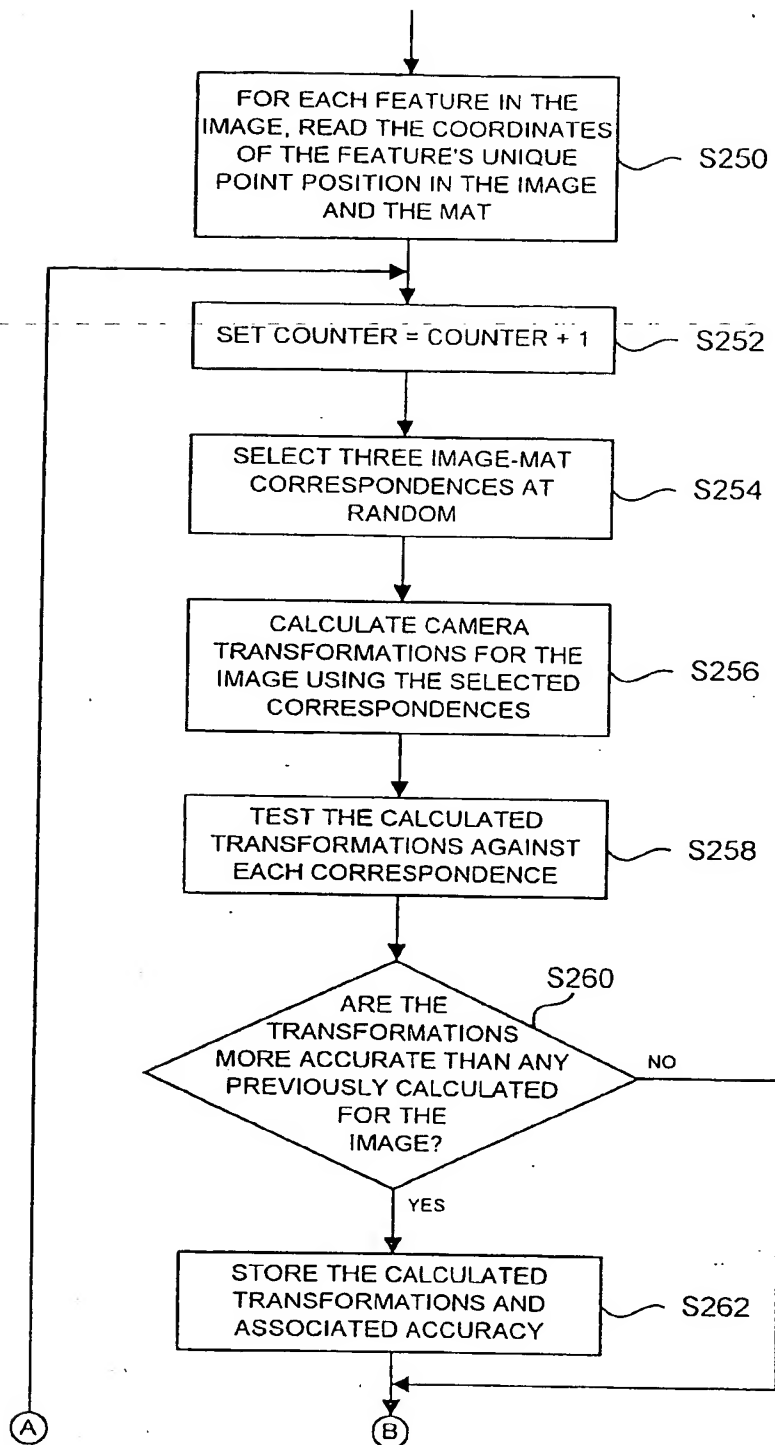 FOR EACH FEATURE IN THE
IMAGE, READ THE COORDINATES
OF THE FEATURE'S UNIQUE
POINT POSITION IN THE IMAGE
AND THE MAT
S250
SET COUNTER = COUNTER + 1
S252
SELECT THREE IMAGE-MAT
CORRESPONDENCES AT
RANDOM
S254
CALCULATE CAMERA
TRANSFORMATIONS FOR THE
IMAGE USING THE SELECTED
CORRESPONDENCES
S256
TEST THE CALCULATED
TRANSFORMATIONS AGAINST
EACH CORRESPONDENCE
S258
S260
ARE THE
TRANSFORMATIONS
MORE ACCURATE THAN ANY
PREVIOUSLY CALCULATED
FOR THE
IMAGE?
NO
YES
STORE THE CALCULATED
TRANSFORMATIONS AND
ASSOCIATED ACCURACY
S262
A
B